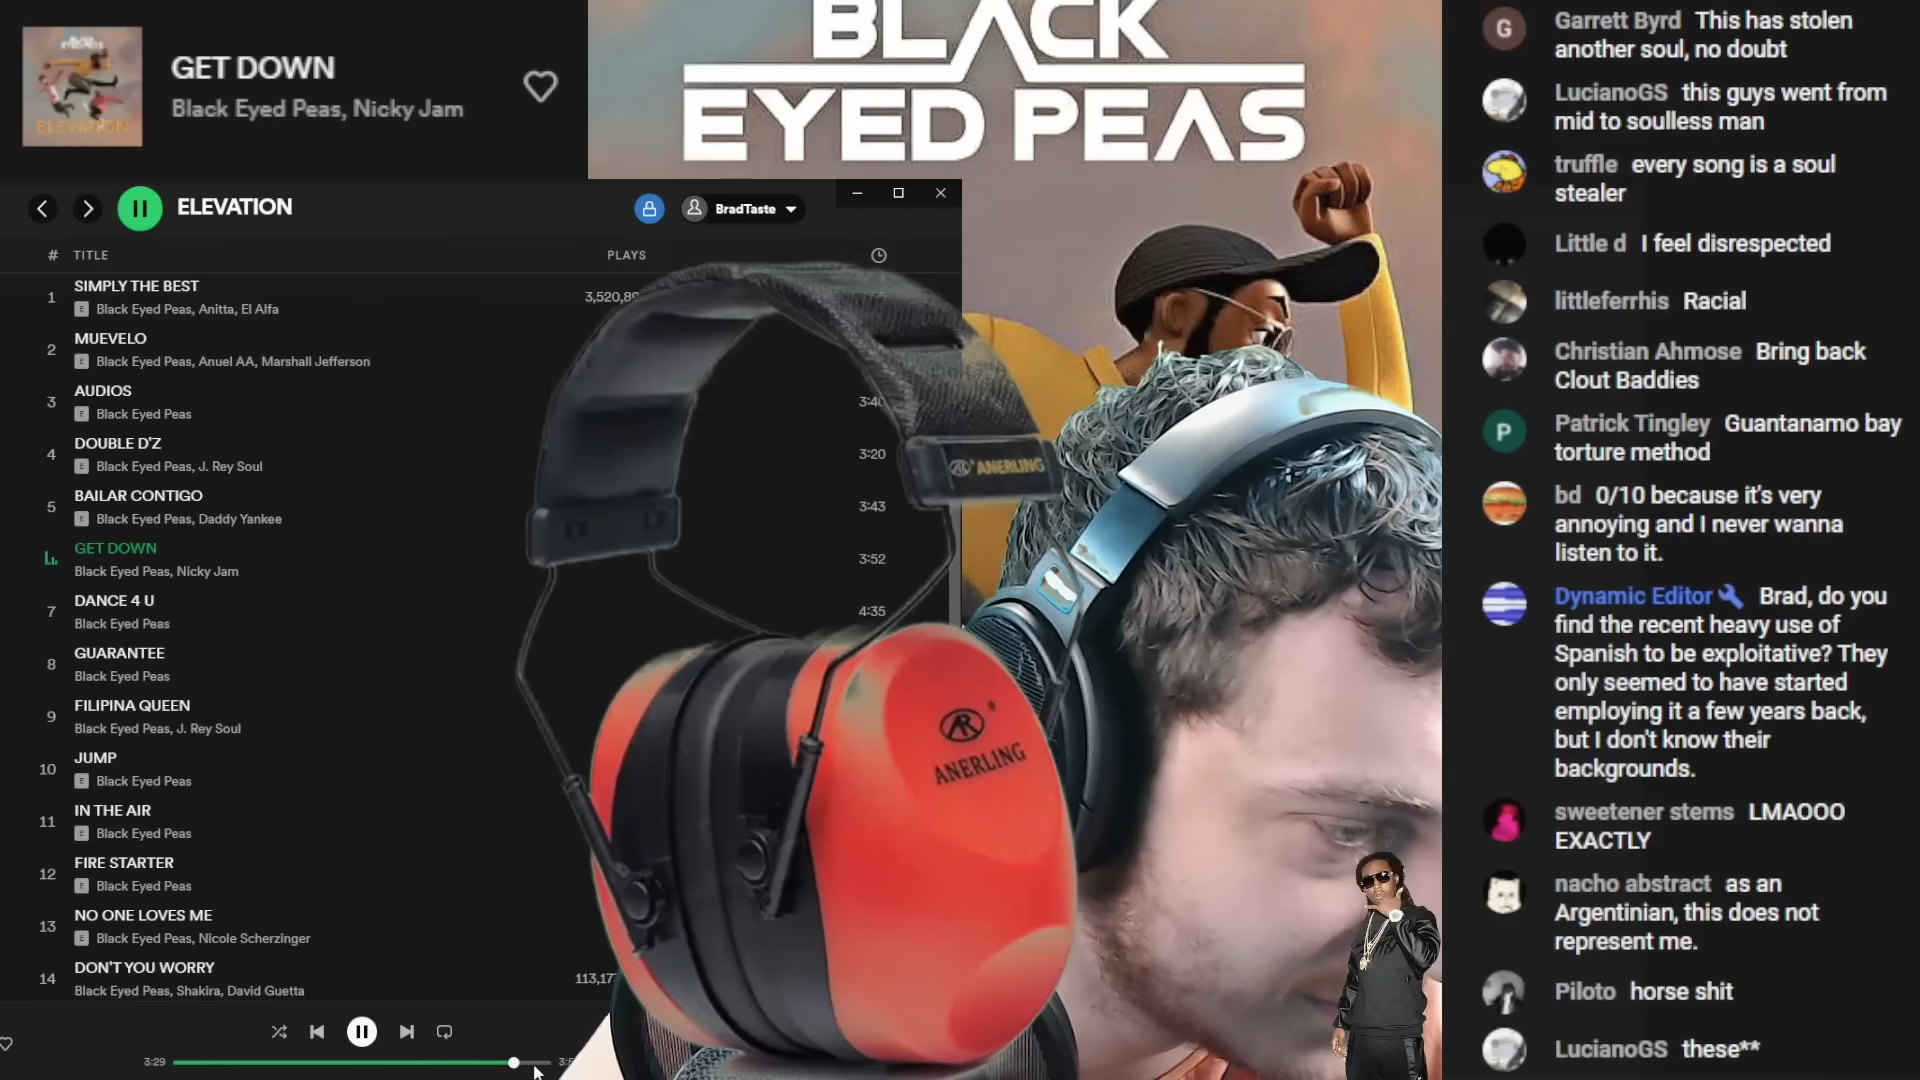 GET DOWN
Black Eyed Peas, Nicky Jam
ELEVATION
BLACK
EYED PEAS
ELEVATION
BradTaste
# TITLE PLAYS
1 SIMPLY THE BEST
E Black Eyed Peas, Anitta, El Alfa
2 MUEVELO
E Black Eyed Peas, Anuel AA, Marshall Jefferson
3 AUDIOS 3:40
E Black Eyed Peas
4 DOUBLE D'Z 3:20
E Black Eyed Peas, J. Rey Soul
5 BAILAR CONTIGO 3:43
E Black Eyed Peas, Daddy Yankee
GET DOWN 3:52
Black Eyed Peas, Nicky Jam
7 DANCE 4 U 4:35
Black Eyed Peas
8 GUARANTEE
Black Eyed Peas
9 FILIPINA QUEEN
Black Eyed Peas, J. Rey Soul
10 JUMP
E Black Eyed Peas
11 IN THE AIR
E Black Eyed Peas
12 FIRE STARTER
E Black Eyed Peas
13 NO ONE LOVES ME
E Black Eyed Peas, Nicole Scherzinger
14 DON'T YOU WORRY 113,17
Black Eyed Peas, Shakira, David Guetta
3:29
ANERLING
AR
ANERLING
G Garrett Byrd This has stolen
another soul, no doubt
LucianoGS this guys went from
mid to soulless man
truffle every song is a soul
stealer
Little d I feel disrespected
littleferrhis Racial
Christian Ahmose Bring back
Clout Baddies
P Patrick Tingley Guantanamo bay
torture method
bd 0/10 because it's very
annoying and I never wanna
listen to it.
Dynamic Editor Brad, do you
find the recent heavy use of
Spanish to be exploitative? They
only seemed to have started
employing it a few years back,
but I don't know their
backgrounds.
sweetener stems LMAOOO
EXACTLY
nacho abstract as an
Argentinian, this does not
represent me.
Piloto horse shit
LucianoGS these**